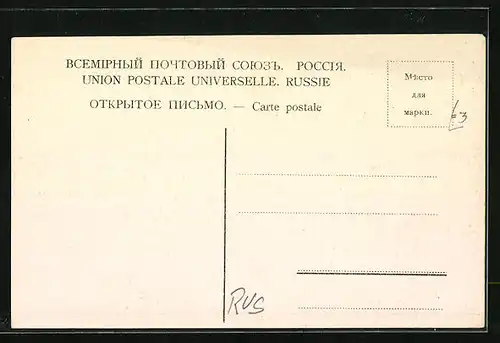 ВСЕМІРНЫЙ ПОЧТОВЫЙ СОЮЗЪ. РОССІЯ.
UNION POSTALE UNIVERSELLE. RUSSIE
ОТКРЫТОЕ ПИСЬМО. — Carte postale
Мѣсто
для
марки.
RUS